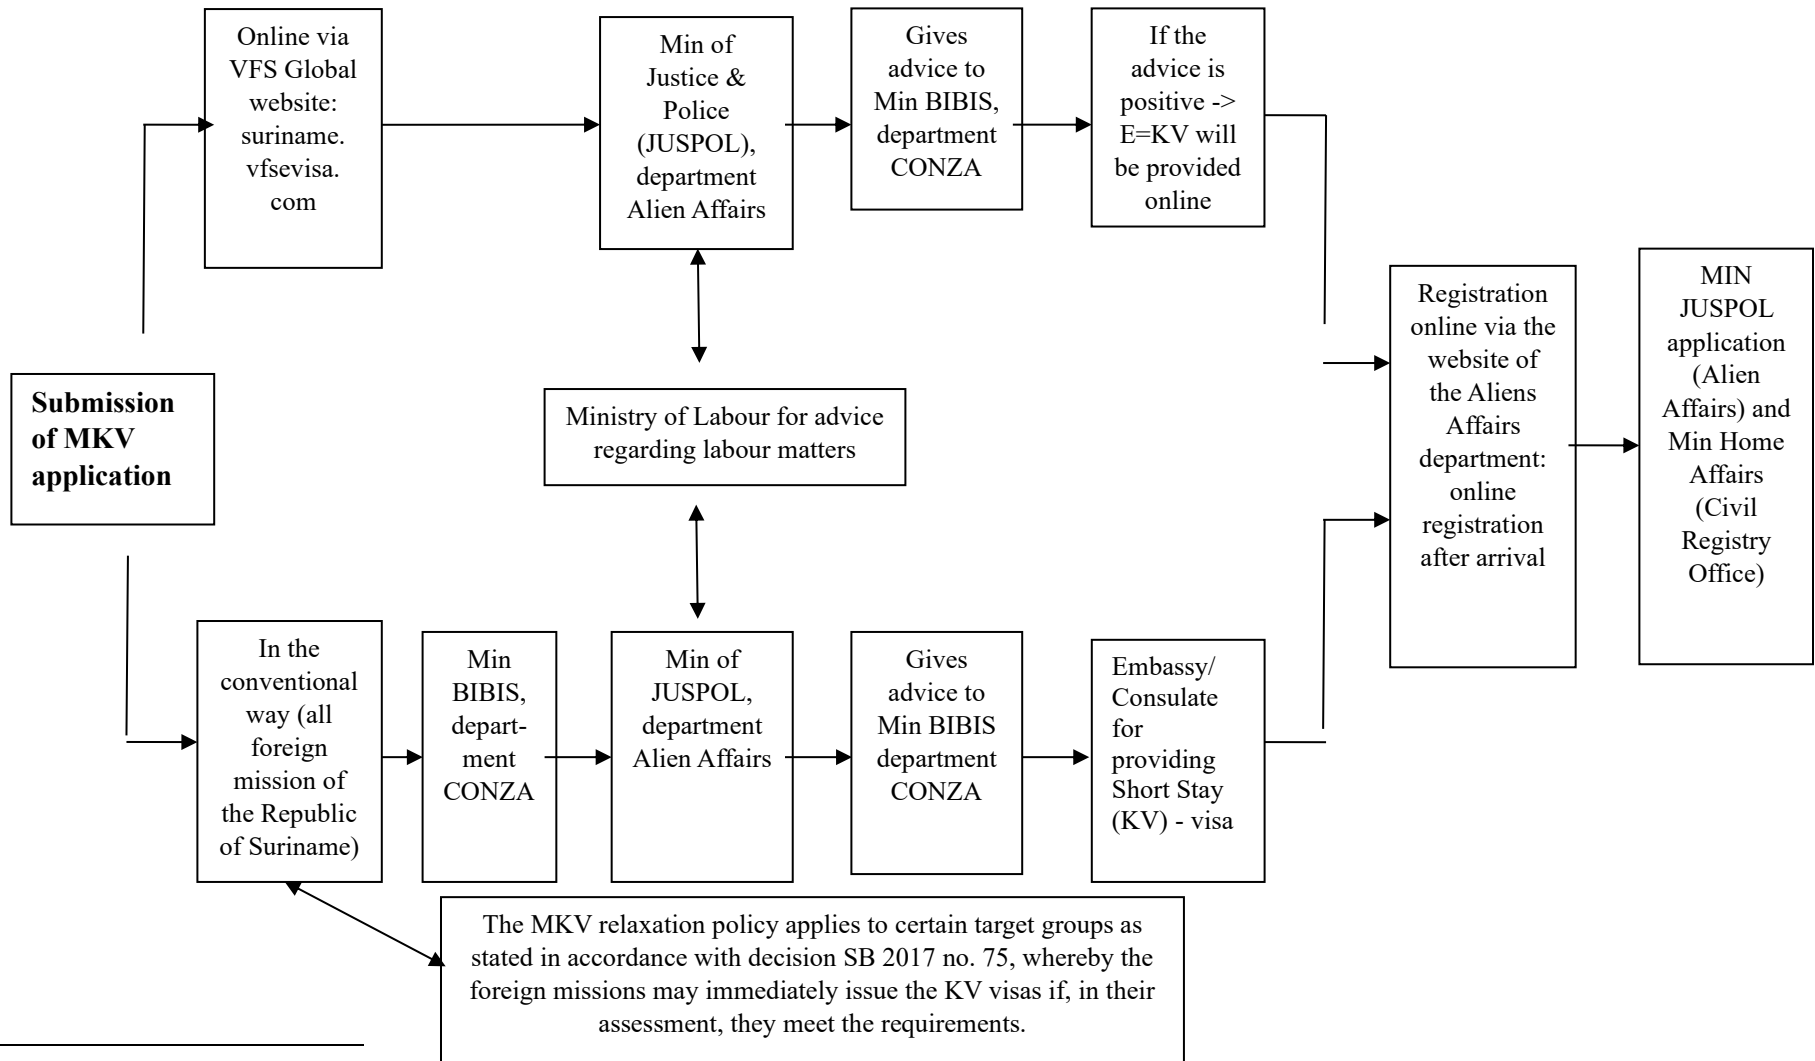 Online via
VFS Global
website:
suriname.
vfsevisa.
com
Min of
Justice &
Police
(JUSPOL),
department
Alien Affairs
Gives
advice to
Min BIBIS,
department
CONZA
If the
advice is
positive ->
E=KV will
be provided
online
Submission
of MKV
application
Ministry of Labour for advice
regarding labour matters
Registration
online via the
website of
the Aliens
Affairs
department:
online
registration
after arrival
MIN
JUSPOL
application
(Alien
Affairs) and
Min Home
Affairs
(Civil
Registry
Office)
In the
conventional
way (all
foreign
mission of
the Republic
of Suriname)
Min
BIBIS,
depart-
ment
CONZA
Min of
JUSPOL,
department
Alien Affairs
Gives
advice to
Min BIBIS
department
CONZA
Embassy/
Consulate
for
providing
Short Stay
(KV) - visa
The MKV relaxation policy applies to certain target groups as
stated in accordance with decision SB 2017 no. 75, whereby the
foreign missions may immediately issue the KV visas if, in their
assessment, they meet the requirements.